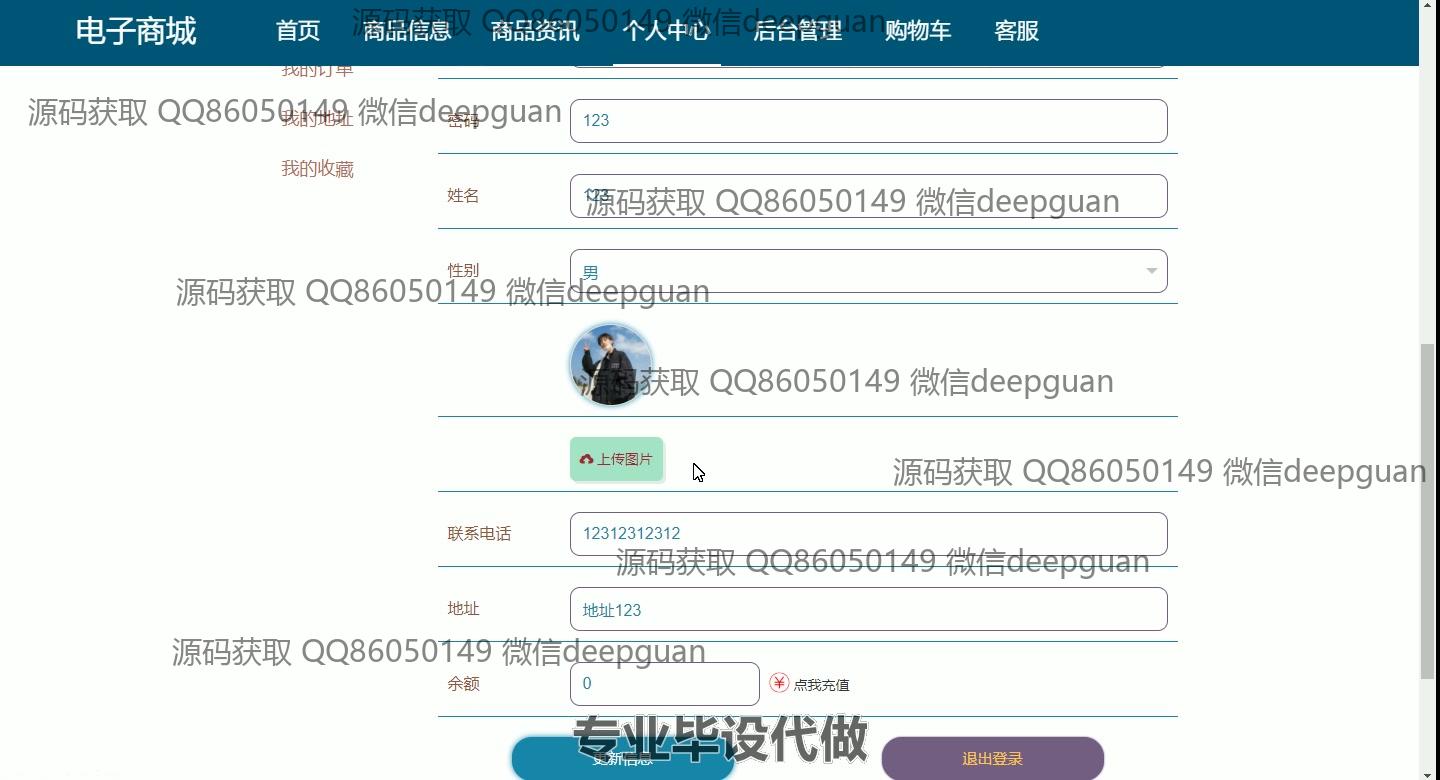 电子商城 首页 商品信息 商品资讯 个人中心 后台管理 购物车 客服
源码获取 QQ86050149 微信deepguan
我的订单
我的地址
源码获取 QQ86050149 微信deepguan
密码 123
我的收藏
姓名 123
源码获取 QQ86050149 微信deepguan
性别 男
源码获取 QQ86050149 微信deepguan
源码获取 QQ86050149 微信deepguan
上传图片
源码获取 QQ86050149 微信deepguan
联系电话 12312312312
源码获取 QQ86050149 微信deepguan
地址 地址123
源码获取 QQ86050149 微信deepguan
余额 0 点我充值
专业毕设代做
更新信息 退出登录